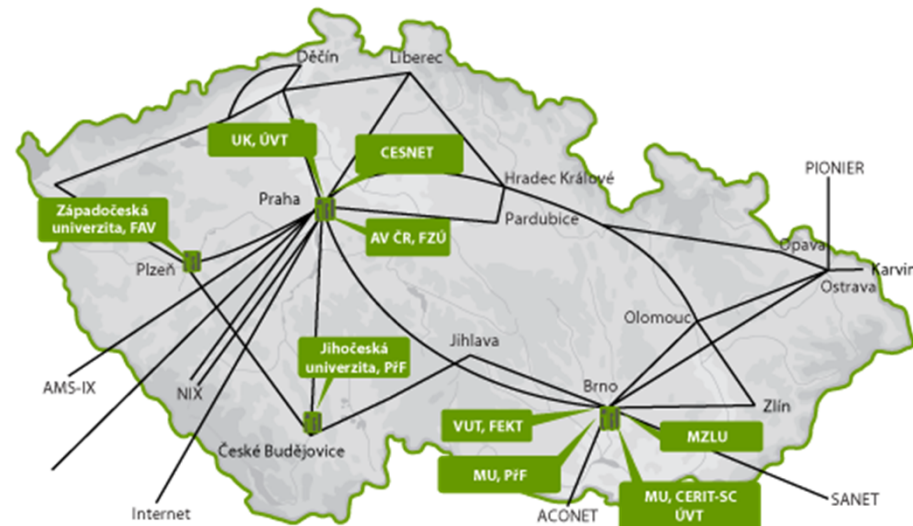 Děčín
Liberec
UK, ÚVT
CESNET
PIONIER
Hradec Králové
Praha
Západočeská
univerzita, FAV
Pardubice
AV ČR, FZÚ
Opava
Plzeň
Karvin
Ostrava
Olomouc
Jihlava
Jihočeská
univerzita, PřF
AMS-IX
NIX
Brno
Zlín
VUT, FEKT
MZLU
České Budějovice
MU, PřF
MU, CERIT-SC
ÚVT
SANET
Internet
ACONET